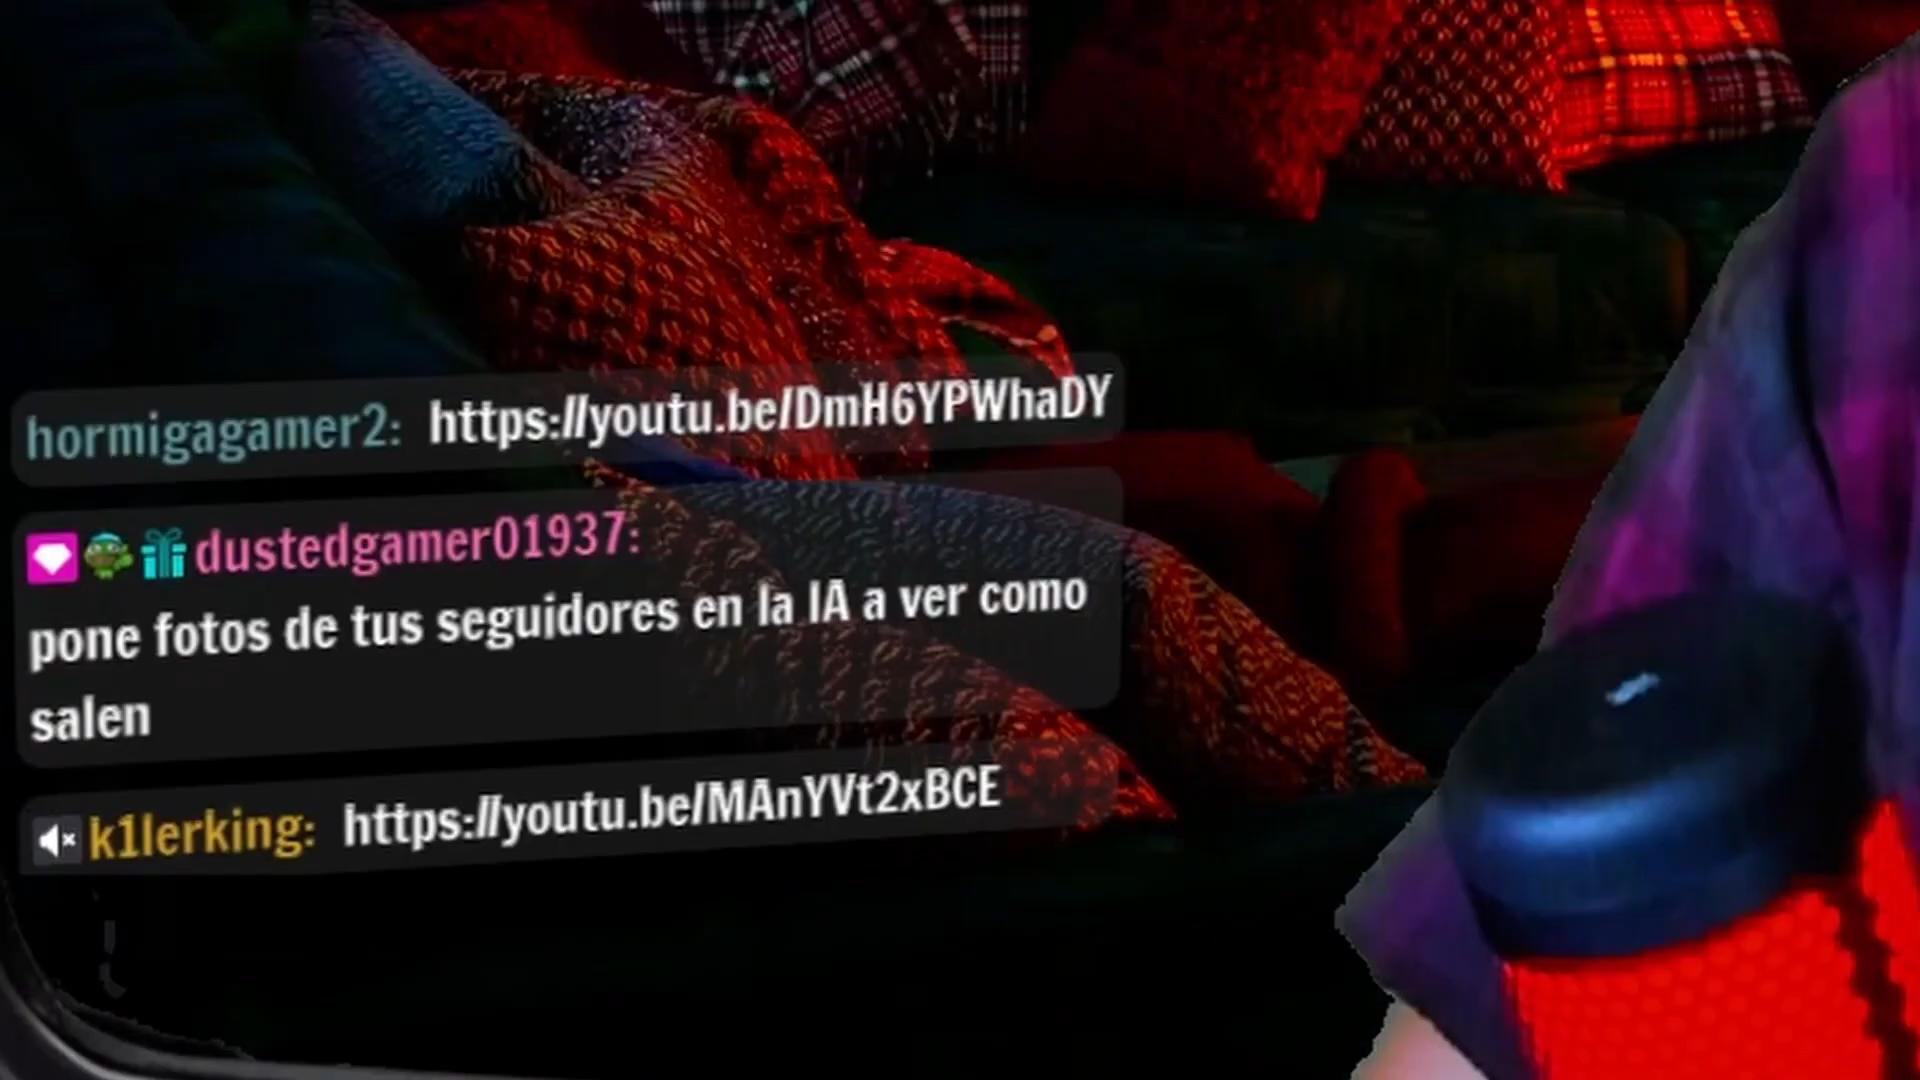 hormigagamer2: https://youtu.be/DmH6YPWhaDY
dustedgamer01937:
pone fotos de tus seguidores en la IA a ver como
salen
k1lerking: https://youtu.be/MAnYVt2xBCE